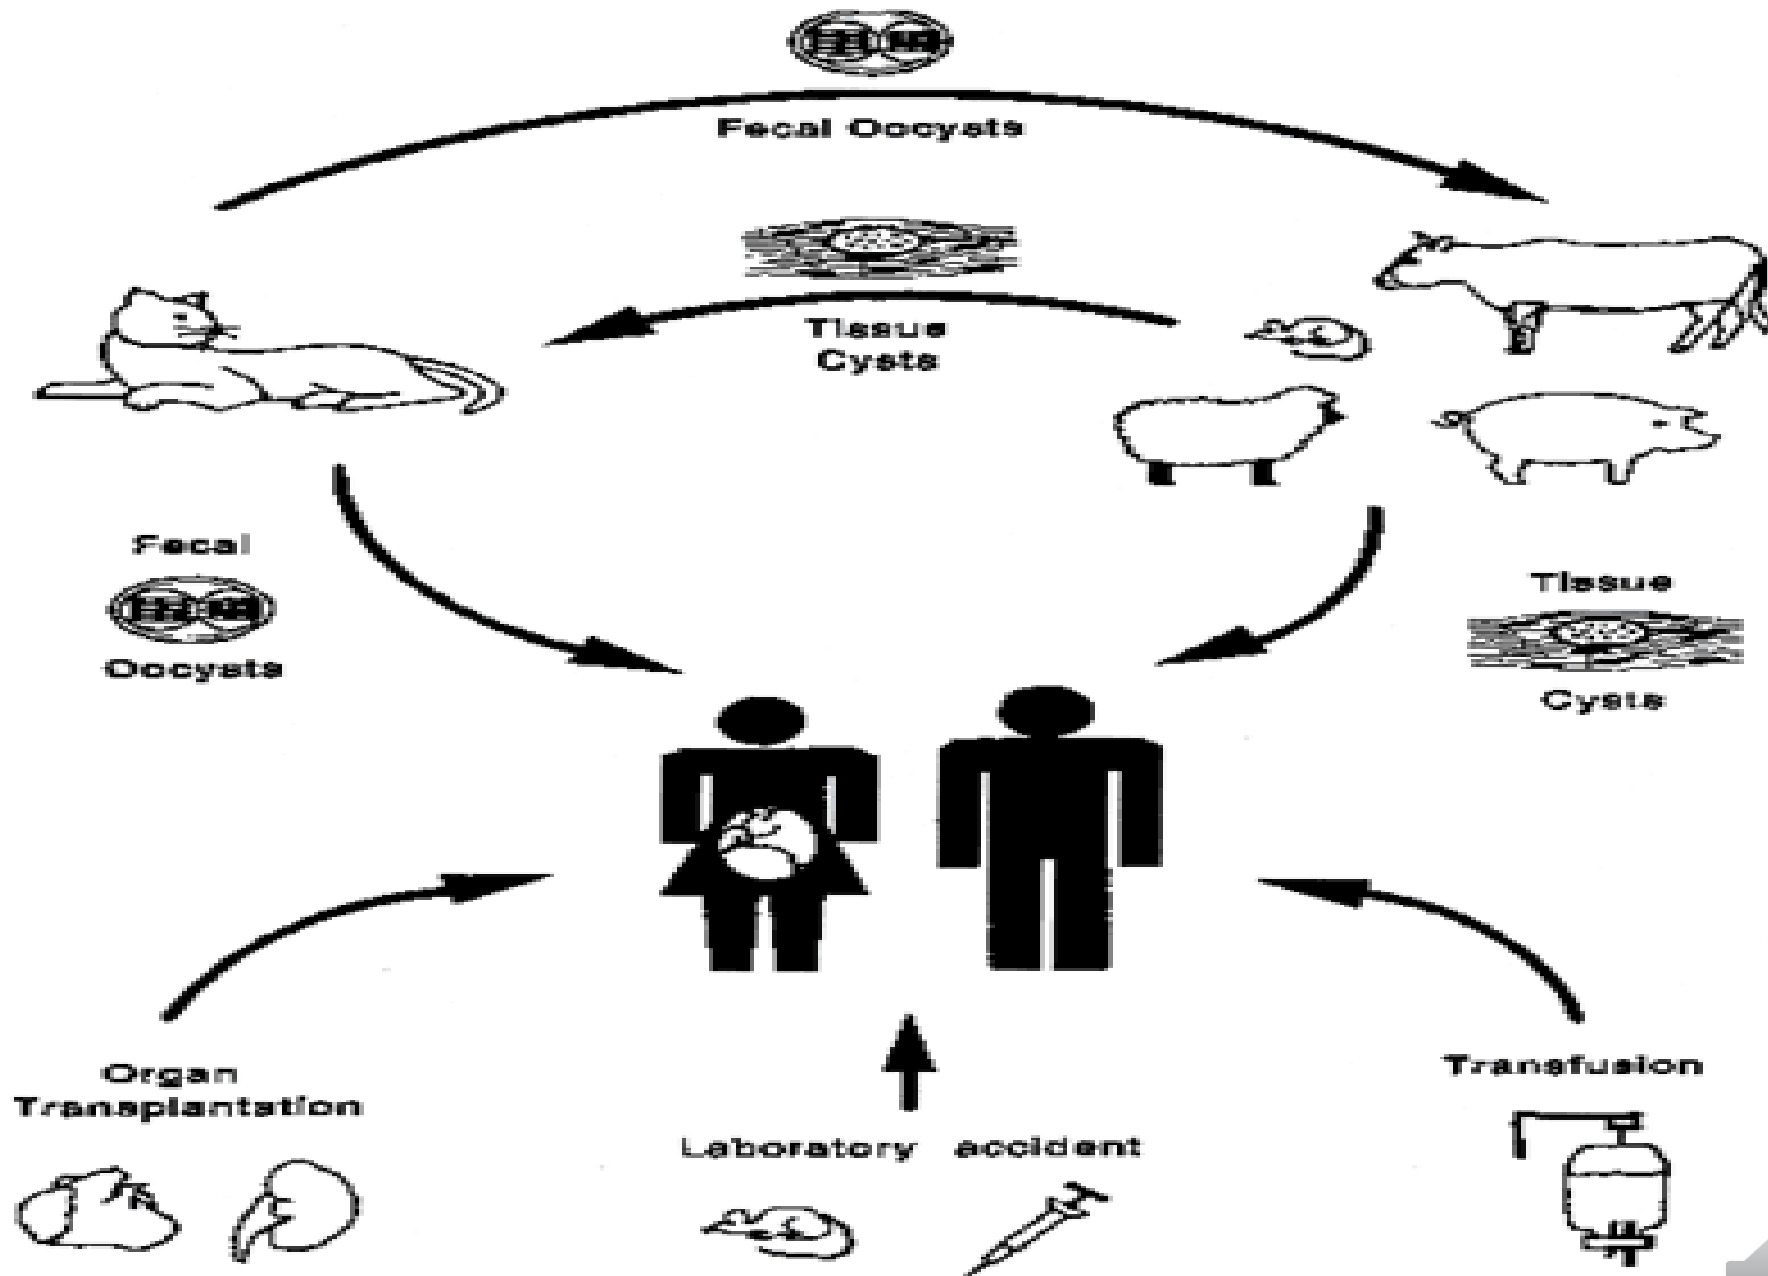 Fecal Oocysts
Tissue
Cysts
Fecal
Oocysts
Tissue
Cysts
Organ
Transplantation
Transfusion
Laboratory accident